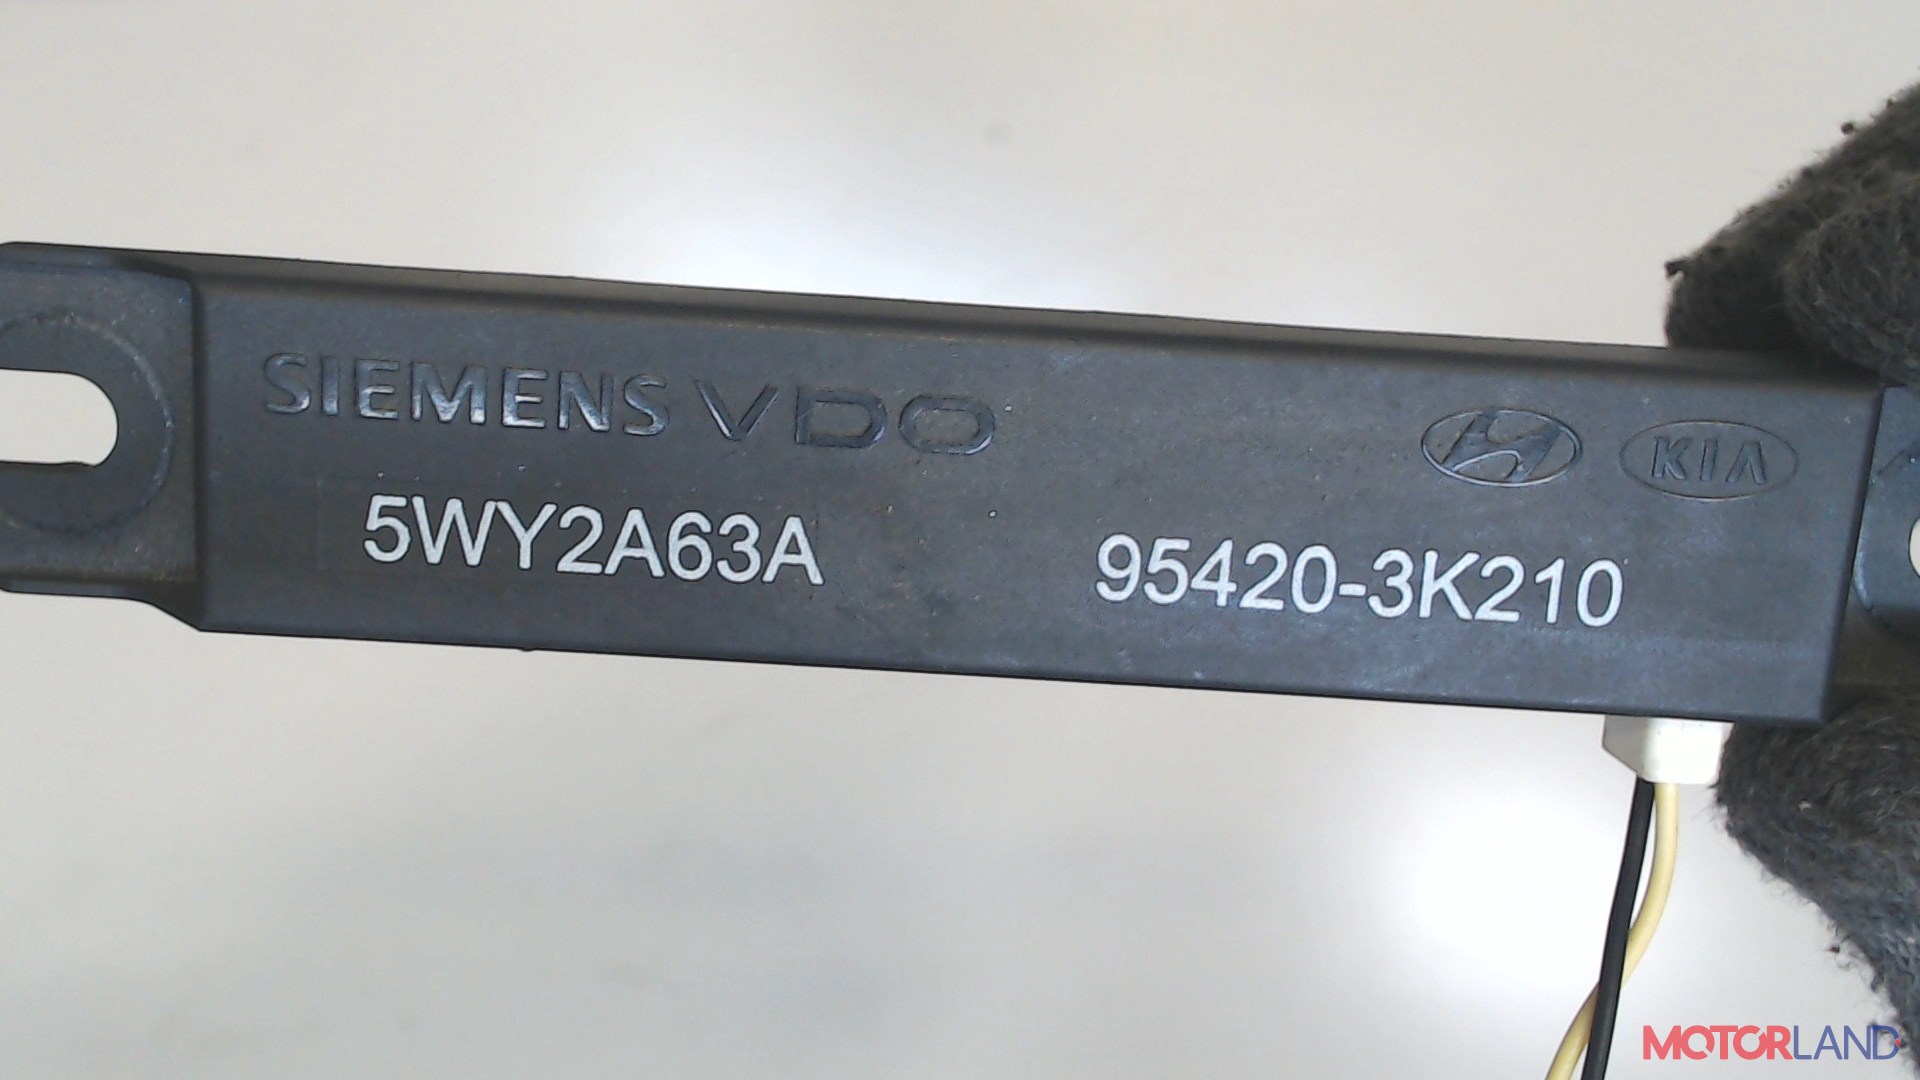 SIEMENS VDO
KIA
5WY2A63A 95420-3K210
MOTORLAND